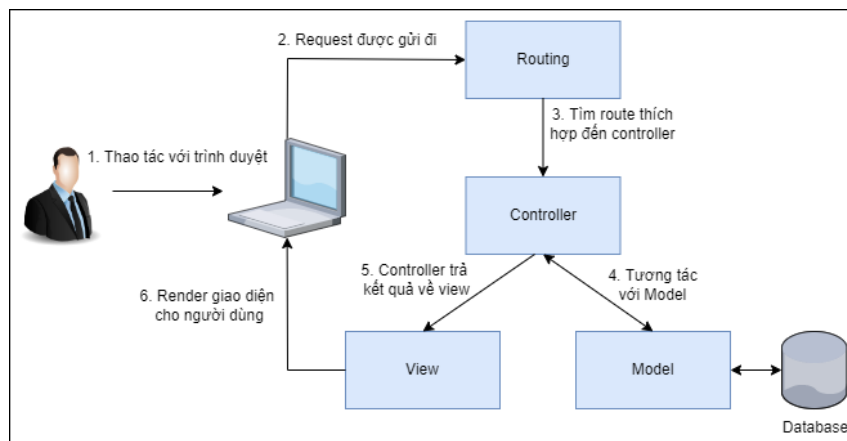 2. Request được gửi đi
Routing
1. Thao tác với trình duyệt
3. Tìm route thích
hợp đến controller
Controller
5. Controller trả
kết quả về view
4. Tương tác
với Model
6. Render giao diện
cho người dùng
View
Model
Database